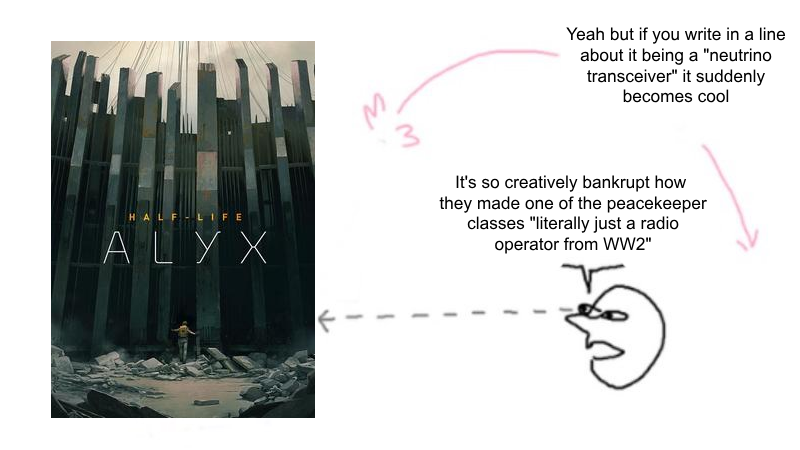 Yeah but if you write in a line
about it being a "neutrino
transceiver" it suddenly
becomes cool
M
3
It's so creatively bankrupt how
they made one of the peacekeeper
classes "literally just a radio
operator from WW2"
HALF-LIFE
ALYX